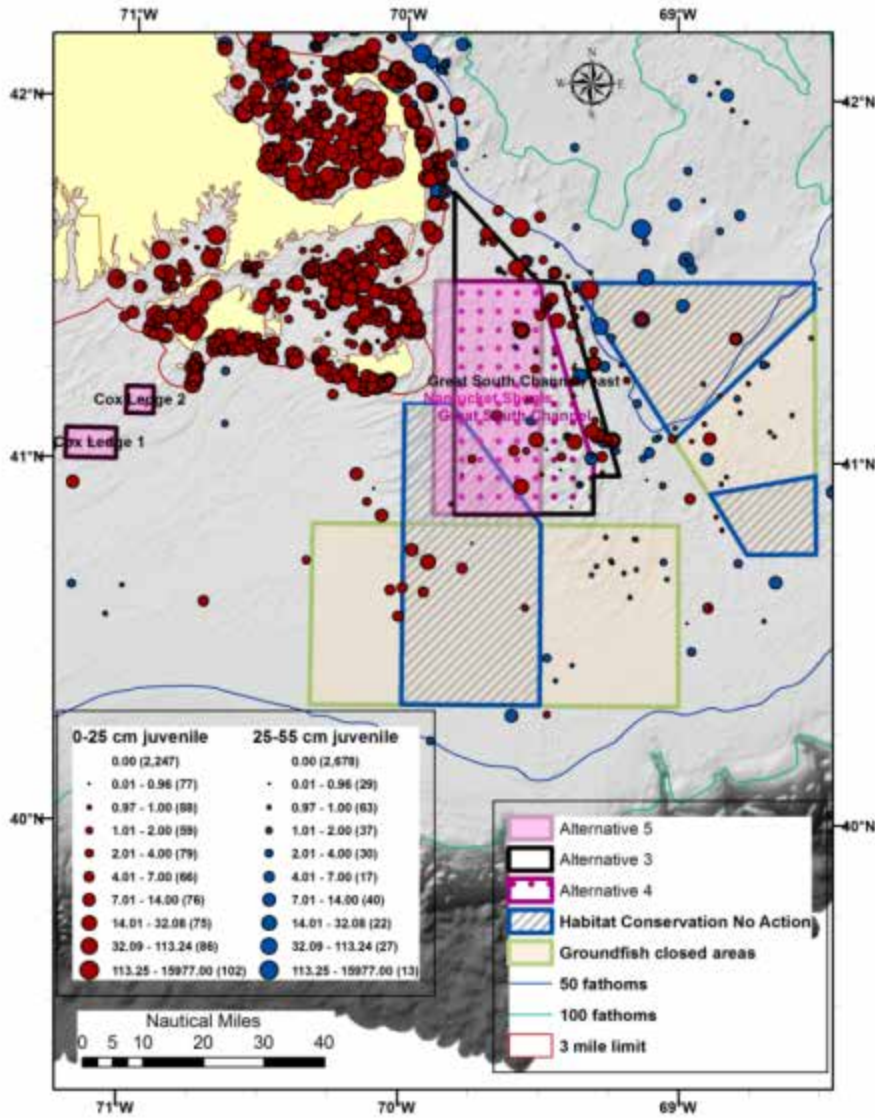 71°W 70°W 69°W
N
W E
S
42°N 42°N
Great South Channel East
Nantucket Shoals
Great South Channel
Cox Ledge 2
Cox Ledge 1
41°N 41°N
0-25 cm juvenile
0.00 (2,247)
0.01 - 0.96 (77)
0.97 - 1.00 (88)
1.01 - 2.00 (59)
2.01 - 4.00 (79)
4.01 - 7.00 (66)
7.01 - 14.00 (76)
14.01 - 32.08 (75)
32.09 - 113.24 (86)
113.25 - 15977.00 (102)
25-55 cm juvenile
0.00 (2,678)
0.01 - 0.96 (29)
0.97 - 1.00 (63)
1.01 - 2.00 (37)
2.01 - 4.00 (30)
4.01 - 7.00 (17)
7.01 - 14.00 (40)
14.01 - 32.08 (22)
32.09 - 113.24 (27)
113.25 - 15977.00 (13)
40°N 40°N
Alternative 5
Alternative 3
Alternative 4
Habitat Conservation No Action
Groundfish closed areas
50 fathoms
100 fathoms
3 mile limit
Nautical Miles
0 5 10 20 30 40
71°W 70°W 69°W